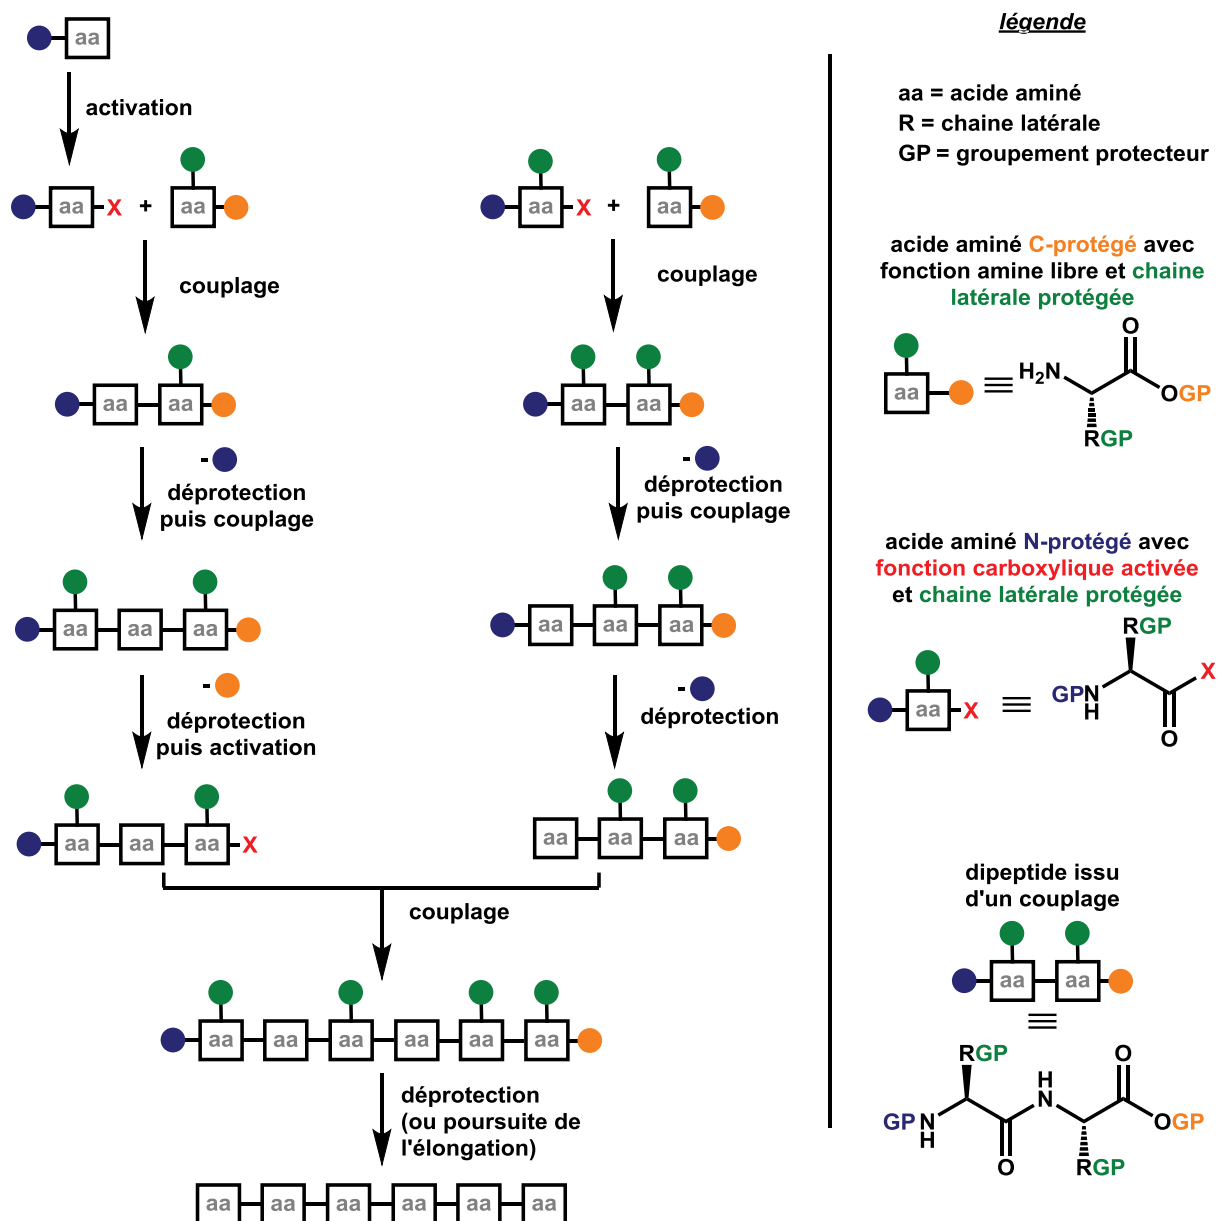 aa
activation
aa X + aa
couplage
aa aa
-
déprotection
puis couplage
aa aa aa
-
déprotection
puis activation
aa aa aa X
aa X + aa
couplage
aa aa
-
déprotection
puis couplage
aa aa aa
-
déprotection
aa aa aa
couplage
aa aa aa aa aa aa
déprotection
(ou poursuite de
l'élongation)
aa aa aa aa aa aa
légende
aa = acide aminé
R = chaine latérale
GP = groupement protecteur
acide aminé C-protégé avec
fonction amine libre et chaine
latérale protégée
aa
O
H2N
OGP
RGP
acide aminé N-protégé avec
fonction carboxylique activée
et chaine latérale protégée
aa X
RGP
X
GPN
H
O
dipeptide issu
d'un couplage
aa aa
RGP
H
N
O
GPN
H
OGP
O
RGP